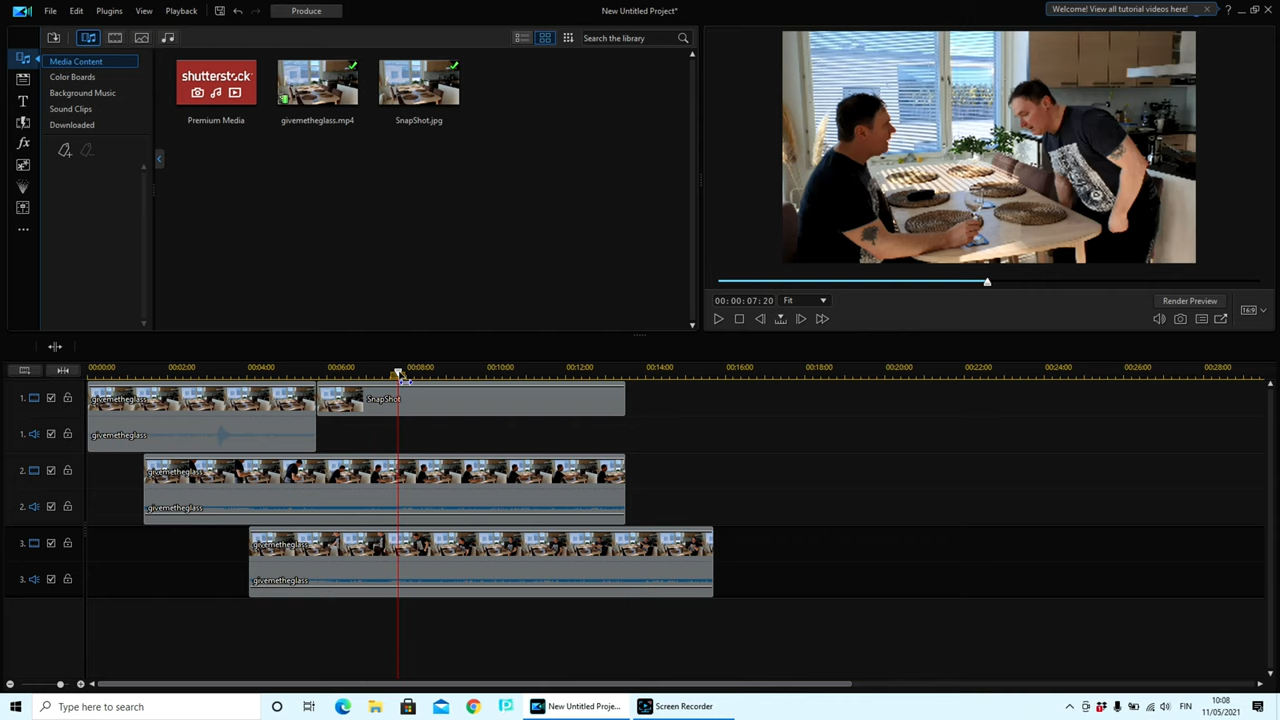 File Edit Plugins View Playback Produce New Untitled Project* Welcome! View all tutorial videos here!
Search the library
Media Content
Color Boards
Background Music
Sound Clips
Downloaded
shutterstock
Premium Media givemetheglass.mp4 SnapShot.jpg
00:00:07:20 Fit Render Preview 16:9
00:00:00 00:02:00 00:04:00 00:06:00 00:08:00 00:10:00 00:12:00 00:14:00 00:16:00 00:18:00 00:20:00 00:22:00 00:24:00 00:26:00 00:28:00
1. givemetheglass SnapShot
1. givemetheglass
2. givemetheglass
2. givemetheglass
3. givemetheglass
3. givemetheglass
Type here to search New Untitled Proje... Screen Recorder FIN 10:08
11/05/2021